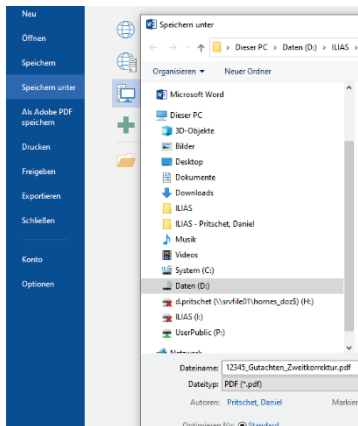 Neu
Öffnen
Speichern
Speichern unter
Als Adobe PDF
speichern
Drucken
Freigeben
Exportieren
Schließen
Konto
Optionen
Speichern unter
Dieser PC > Daten (D:) > ILIAS >
Organisieren
Neuer Ordner
Microsoft Word
Dieser PC
3D-Objekte
Bilder
Desktop
Dokumente
Downloads
ILIAS
ILIAS - Pritschet, Daniel
Musik
Videos
System (C:)
Daten (D:)
d.pritschet (\\srvfile01\homes_doz$) (H:)
ILIAS (I:)
UserPublic (P:)
Dateiname: 12345_Gutachten_Zweitkorrektur.pdf
Dateityp: PDF (*.pdf)
Autoren: Pritschet, Daniel Markier
Optimieren für: Standard